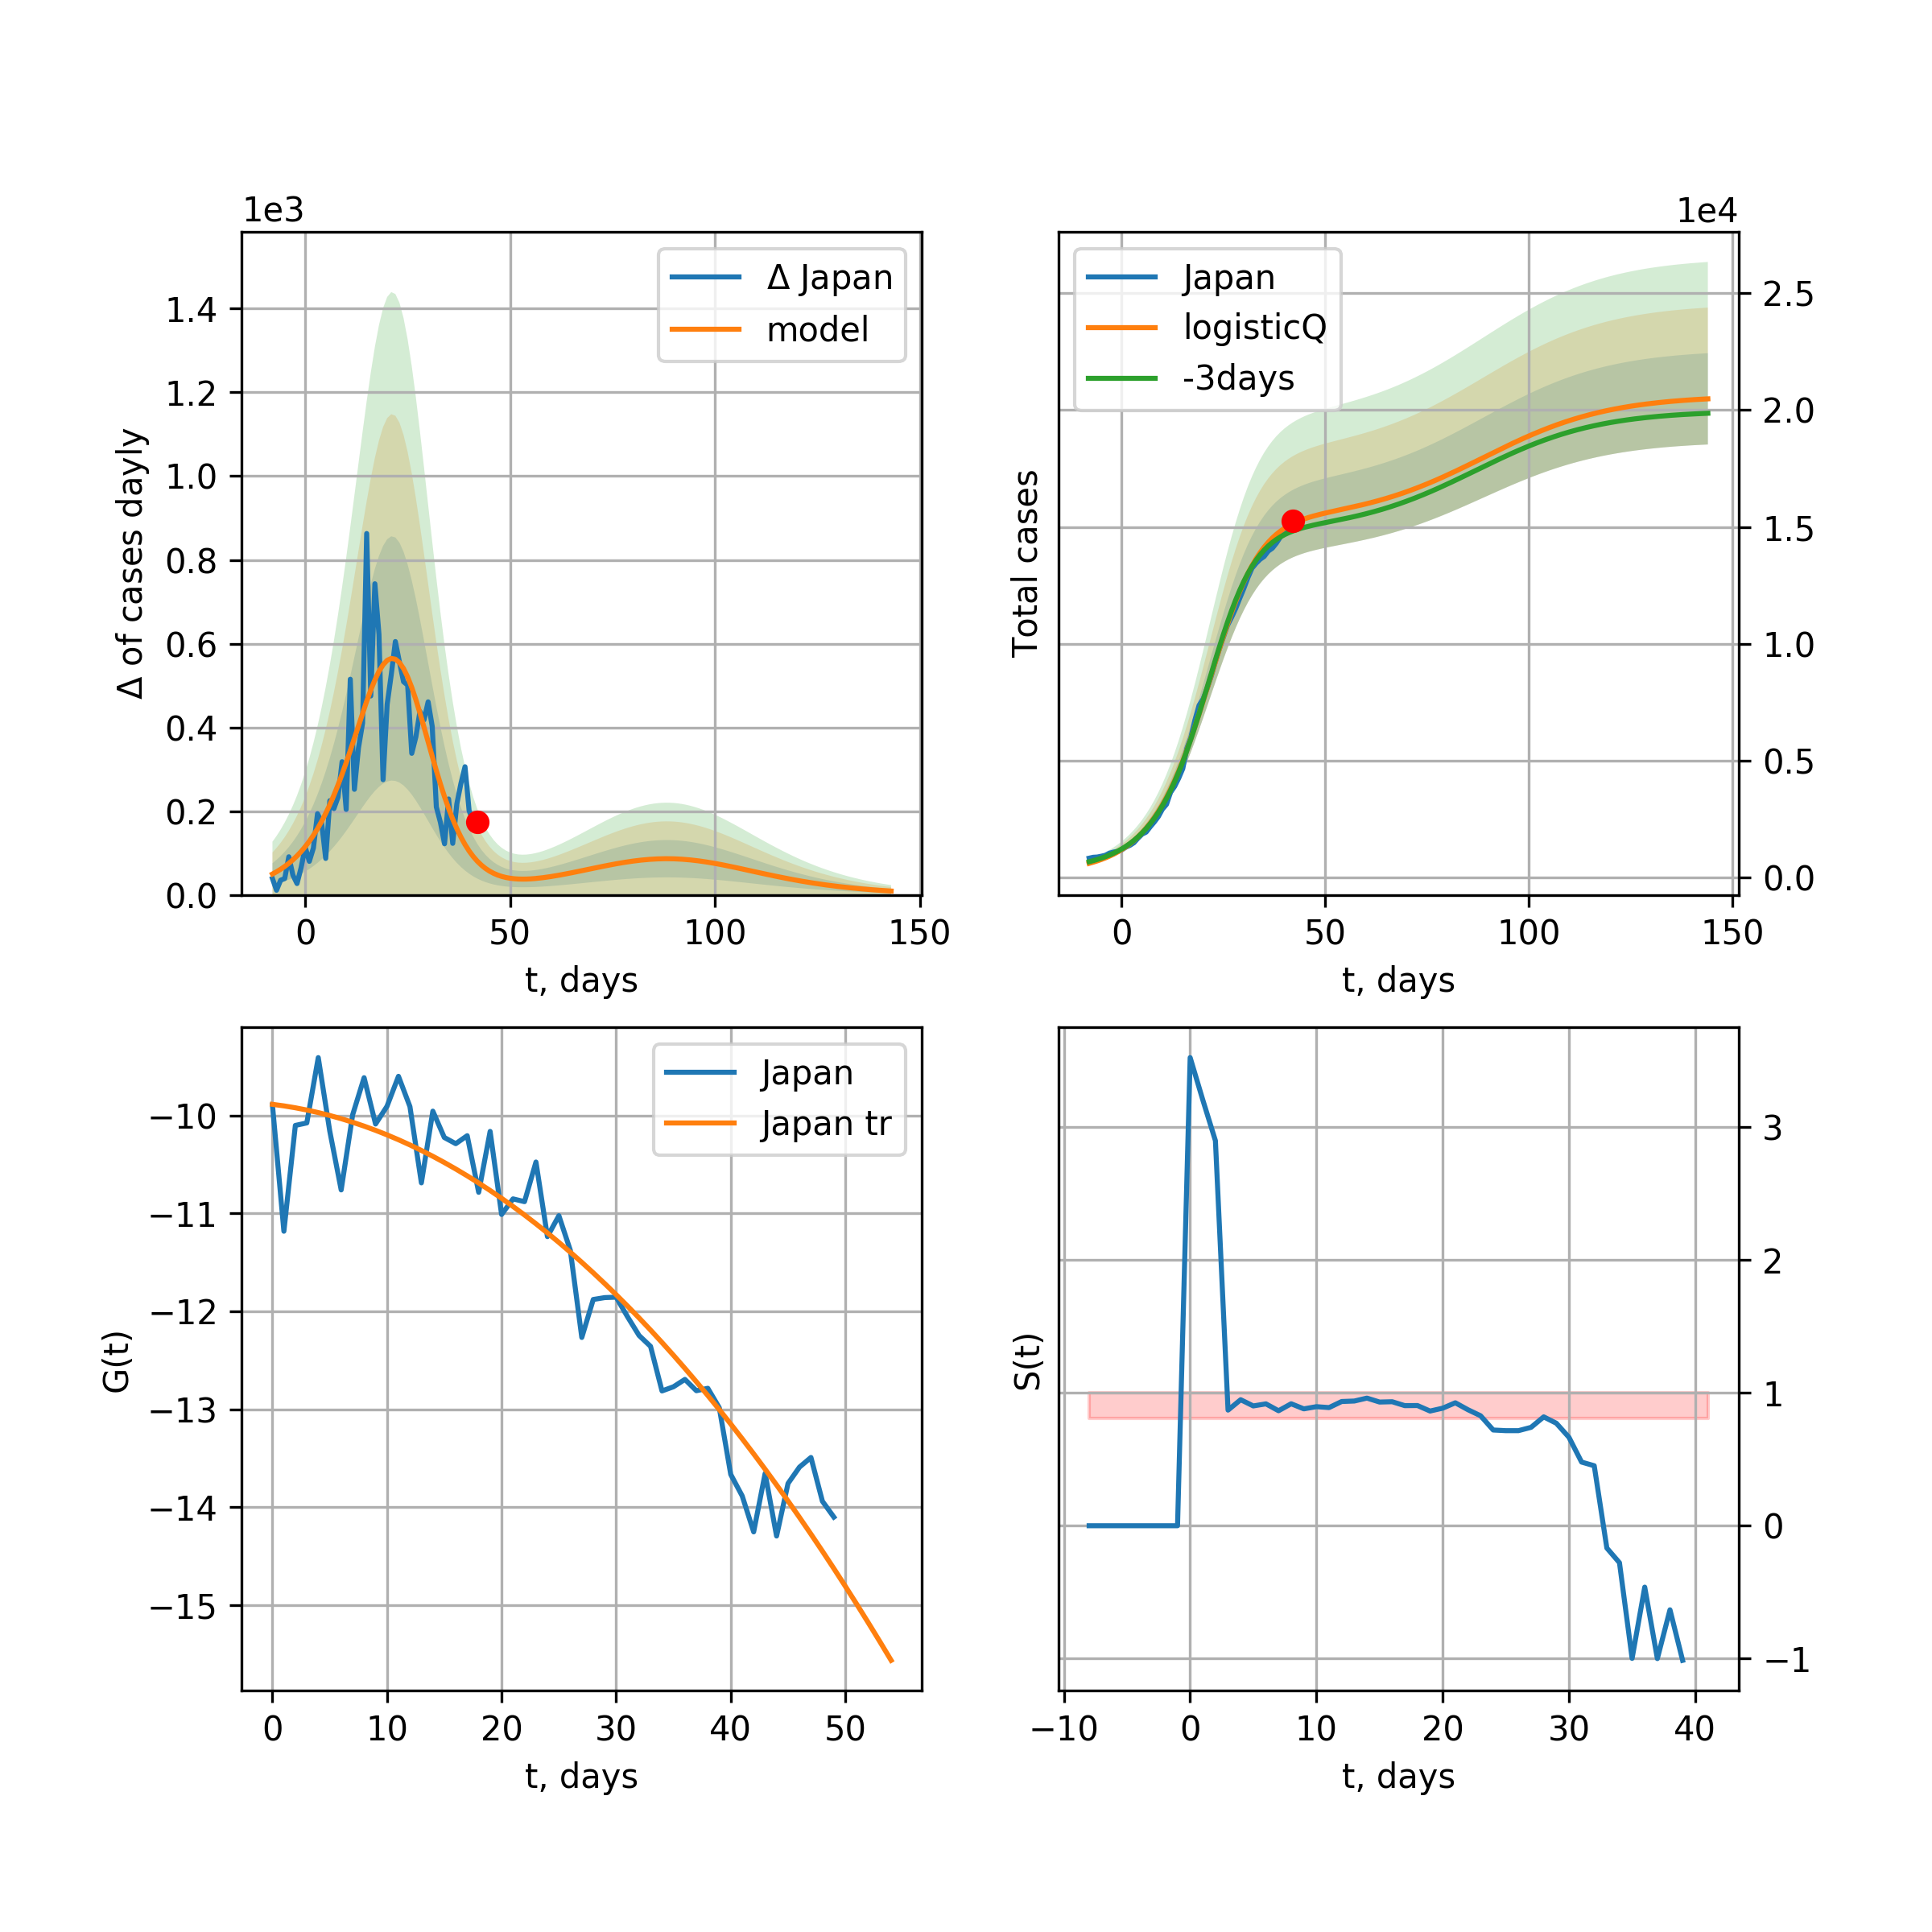 1e3
Δ Japan
model
1.4
1.2
1.0
0.8
0.6
0.4
0.2
0.0
Δ of cases dayly
0 50 100 150
t, days
1e4
Japan
logisticQ
-3days
2.5
2.0
1.5
1.0
0.5
0.0
Total cases
0 50 100 150
t, days
Japan
Japan tr
−10
−11
−12
−13
−14
−15
G(t)
0 10 20 30 40 50
t, days
3
2
1
0
−1
S(t)
−10 0 10 20 30 40
t, days